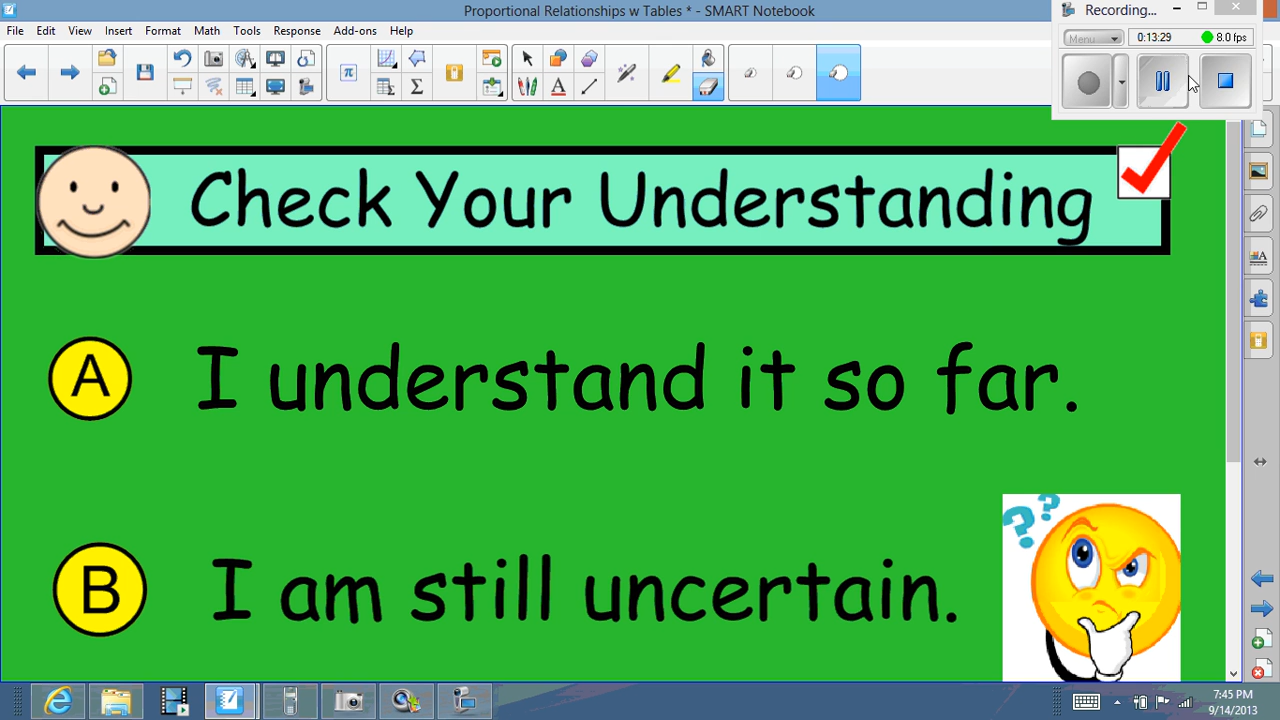 Proportional Relationships w Tables * - SMART Notebook
Recording...
File Edit View Insert Format Math Tools Response Add-ons Help
Menu 0:13:29 8.0 fps
Check Your Understanding
A I understand it so far.
? ?
B I am still uncertain.
7:45 PM
9/14/2013